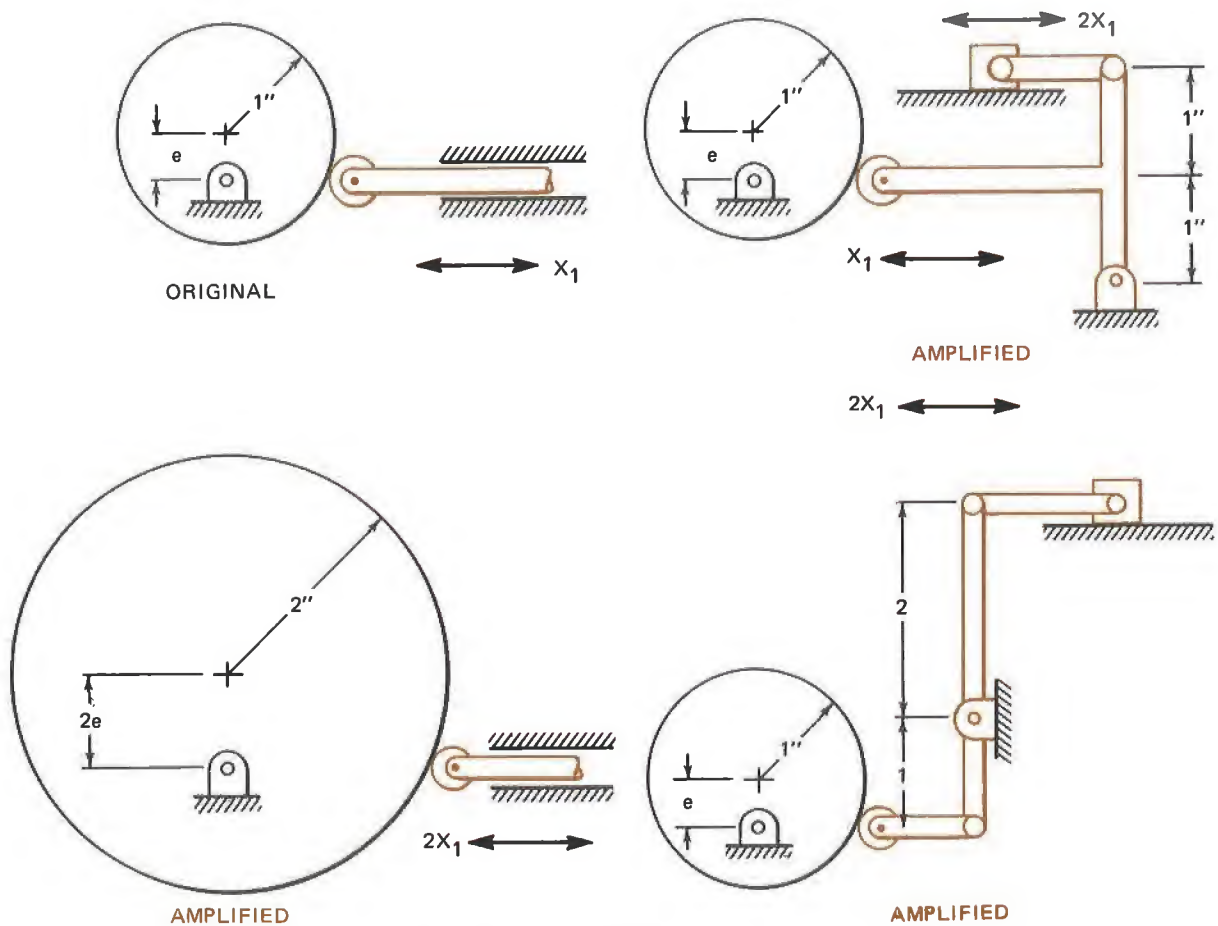 2X₁
1″
e
X₁
ORIGINAL
1″
e
1″
1″
X₁
AMPLIFIED
2X₁
2″
2e
2X₁
AMPLIFIED
2
1
1″
e
AMPLIFIED